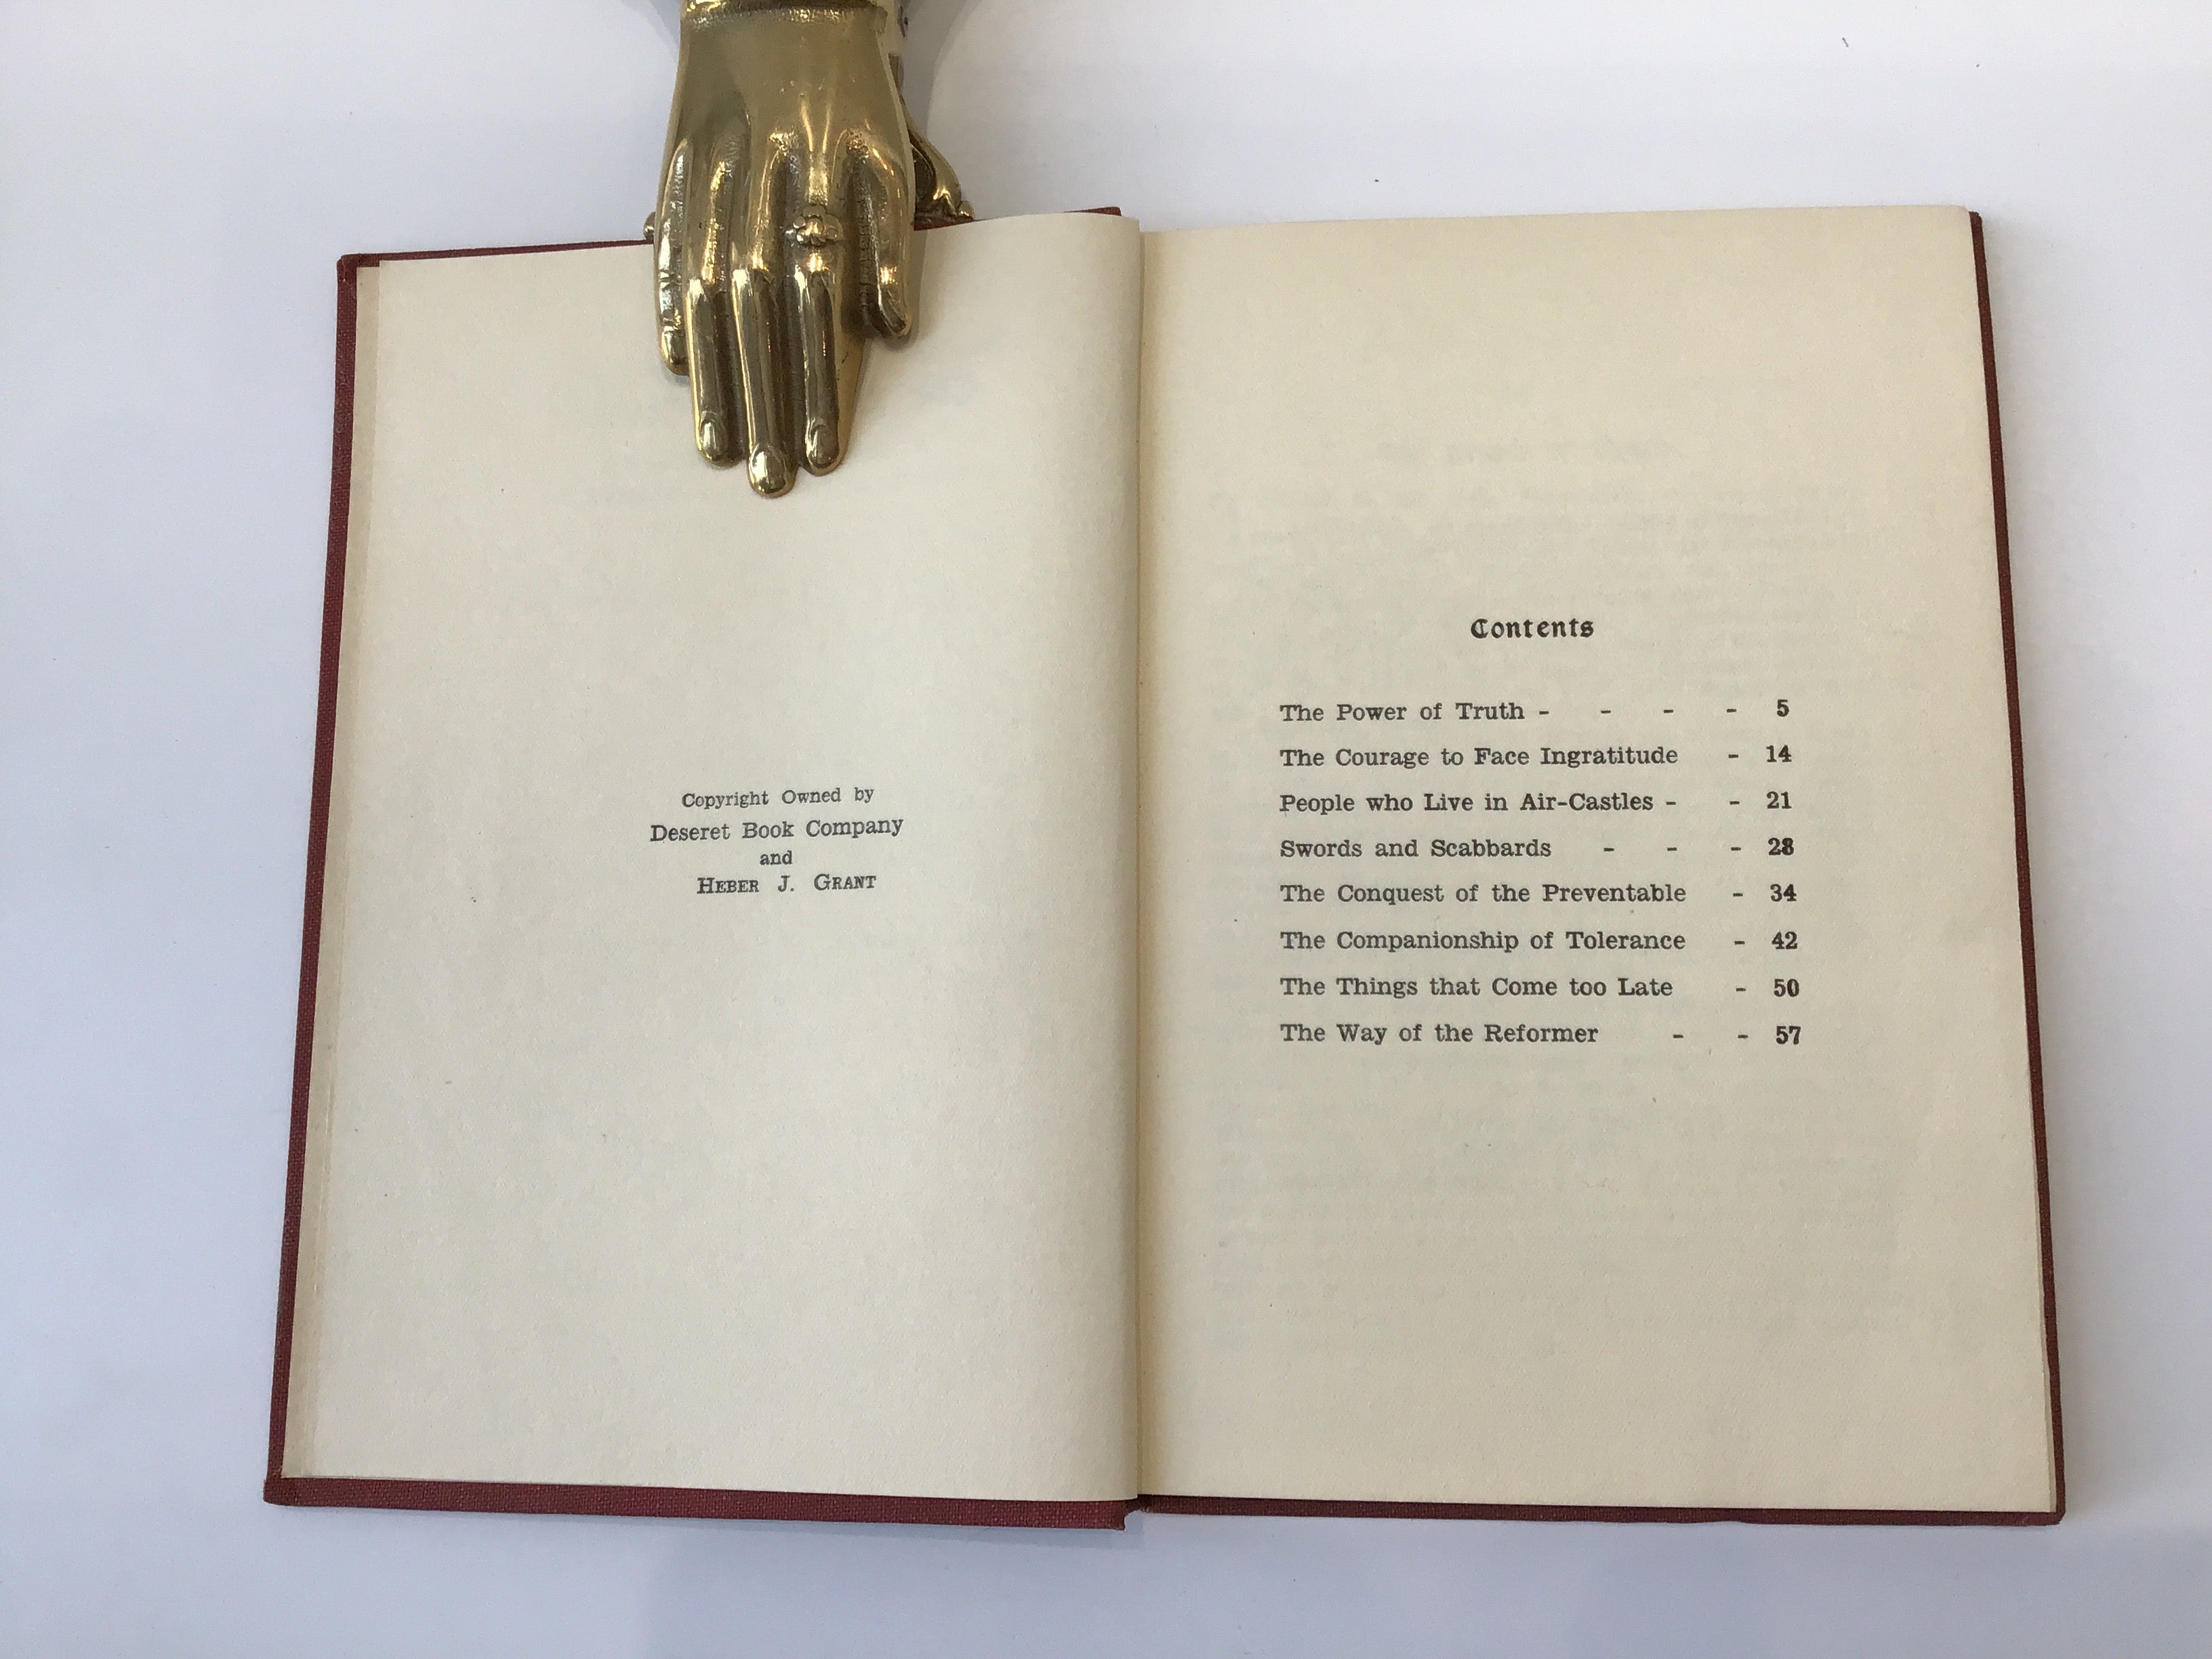 Copyright Owned by
Deseret Book Company
and
HEBER J. GRANT
Contents
The Power of Truth - - - - 5
The Courage to Face Ingratitude - 14
People who Live in Air-Castles - - 21
Swords and Scabbards - - - 28
The Conquest of the Preventable - 34
The Companionship of Tolerance - 42
The Things that Come too Late - 50
The Way of the Reformer - - 57